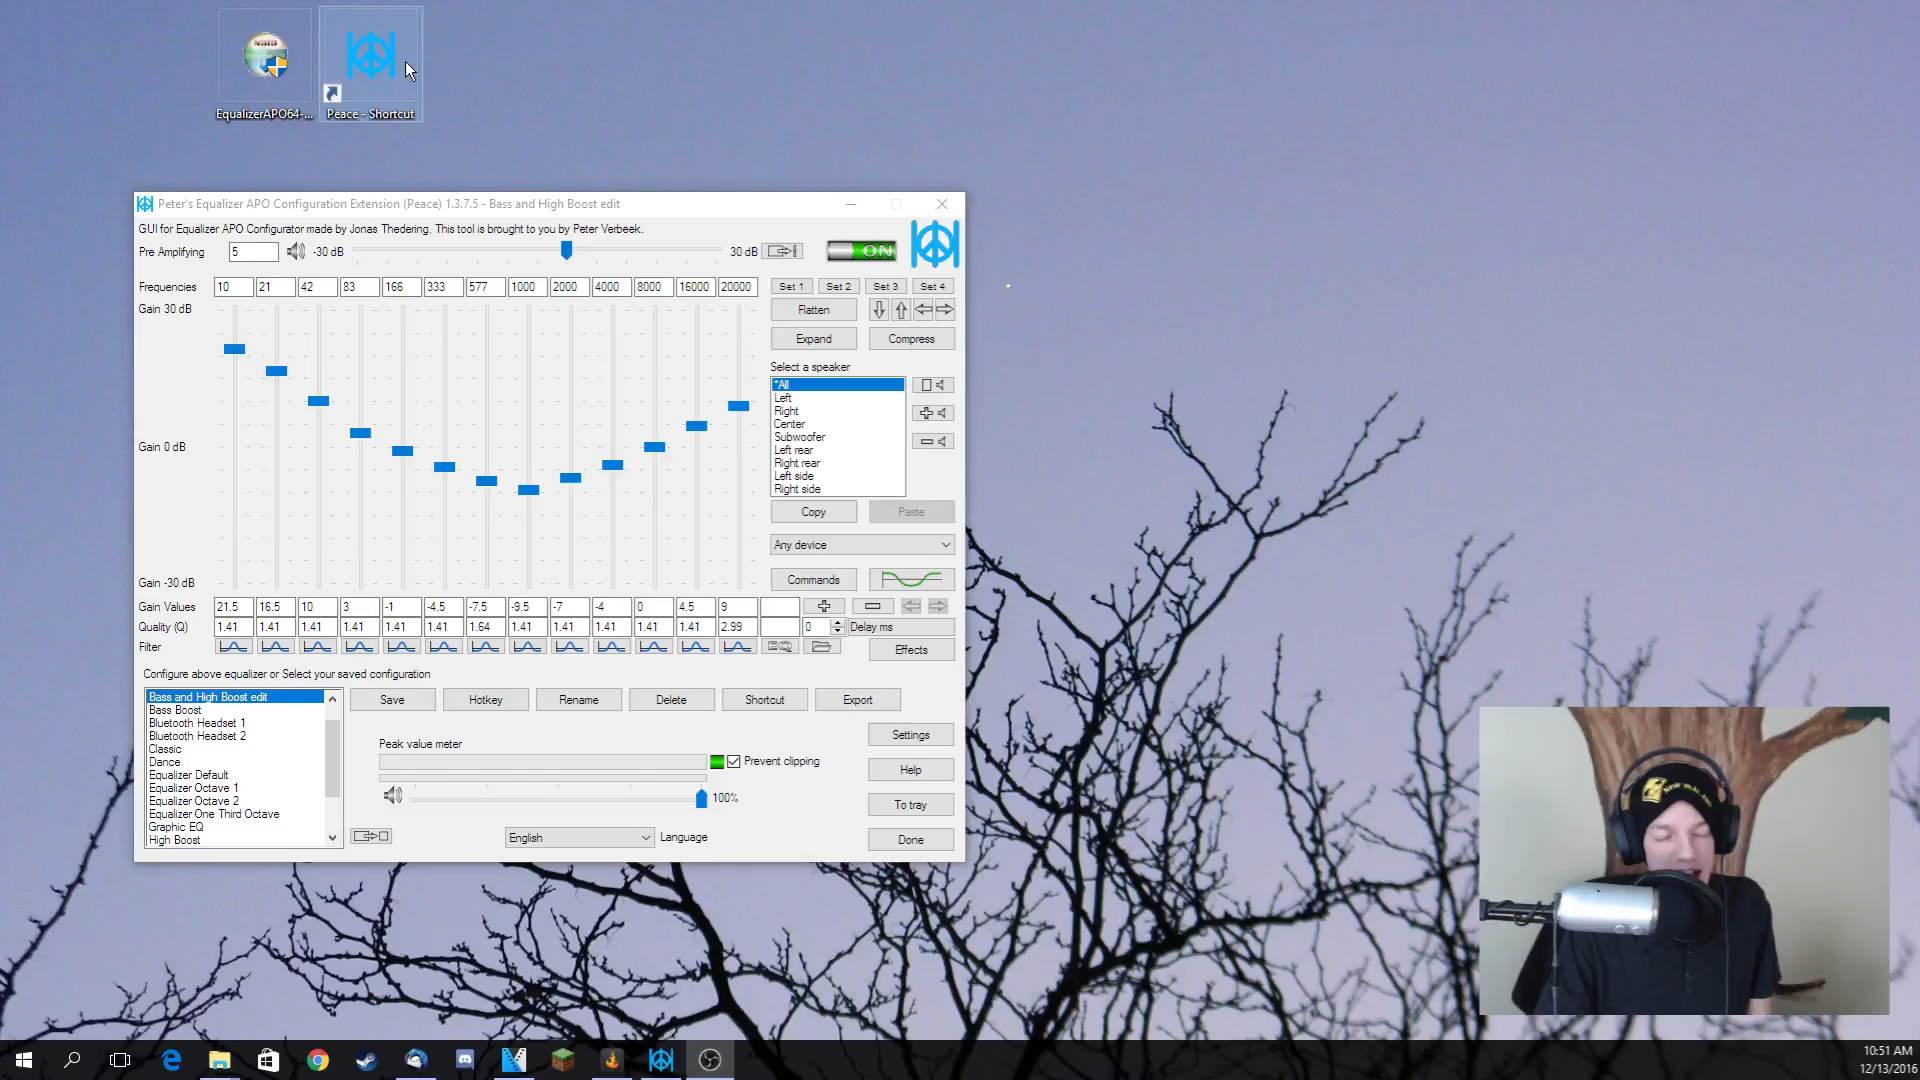 NSIS
EqualizerAPO64-...
Peace - Shortcut
Peter's Equalizer APO Configuration Extension (Peace) 1.3.7.5 - Bass and High Boost edit
GUI for Equalizer APO Configurator made by Jonas Thedering. This tool is brought to you by Peter Verbeek.
Pre Amplifying 5 -30 dB 30 dB ON
Frequencies 10 21 42 83 166 333 577 1000 2000 4000 8000 16000 20000 Set 1 Set 2 Set 3 Set 4
Gain 30 dB Flatten
Expand Compress
Select a speaker
*All
Left
Right
Center
Subwoofer
Gain 0 dB
Left rear
Right rear
Left side
Right side
Copy Paste
Any device
Gain -30 dB Commands
Gain Values 21.5 16.5 10 3 -1 -4.5 -7.5 -9.5 -7 -4 0 4.5 9
Quality (Q) 1.41 1.41 1.41 1.41 1.41 1.41 1.64 1.41 1.41 1.41 1.41 1.41 2.99 0 Delay ms
Filter EQ Effects
Configure above equalizer or Select your saved configuration
Bass and High Boost edit
Save Hotkey Rename Delete Shortcut Export
Bass Boost
Bluetooth Headset 1
Bluetooth Headset 2
Classic
Dance
Equalizer Default
Equalizer Octave 1
Equalizer Octave 2
Equalizer One Third Octave
Graphic EQ
High Boost
Peak value meter
Prevent clipping
100%
English Language
Settings
Help
To tray
Done
NEW ZEALAND
10:51 AM
12/13/2016